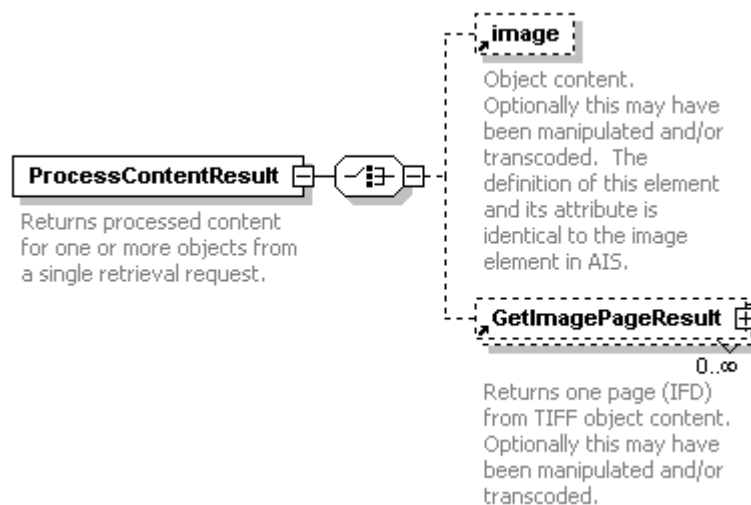 image
Object content.
Optionally this may have
been manipulated and/or
transcoded.  The
definition of this element
and its attribute is
identical to the image
element in AIS.
ProcessContentResult
Returns processed content
for one or more objects from
a single retrieval request.
GetImagePageResult
0..∞
Returns one page (IFD)
from TIFF object content.
Optionally this may have
been manipulated and/or
transcoded.